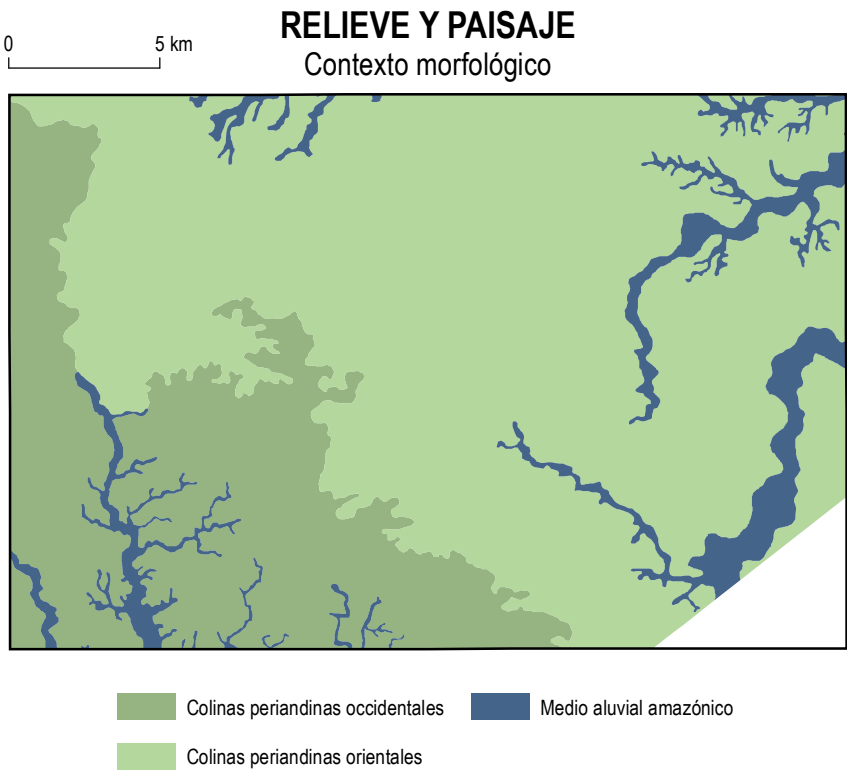 RELIEVE Y PAISAJE
Contexto morfológico
0 5 km
Colinas periandinas occidentales
Medio aluvial amazónico
Colinas periandinas orientales